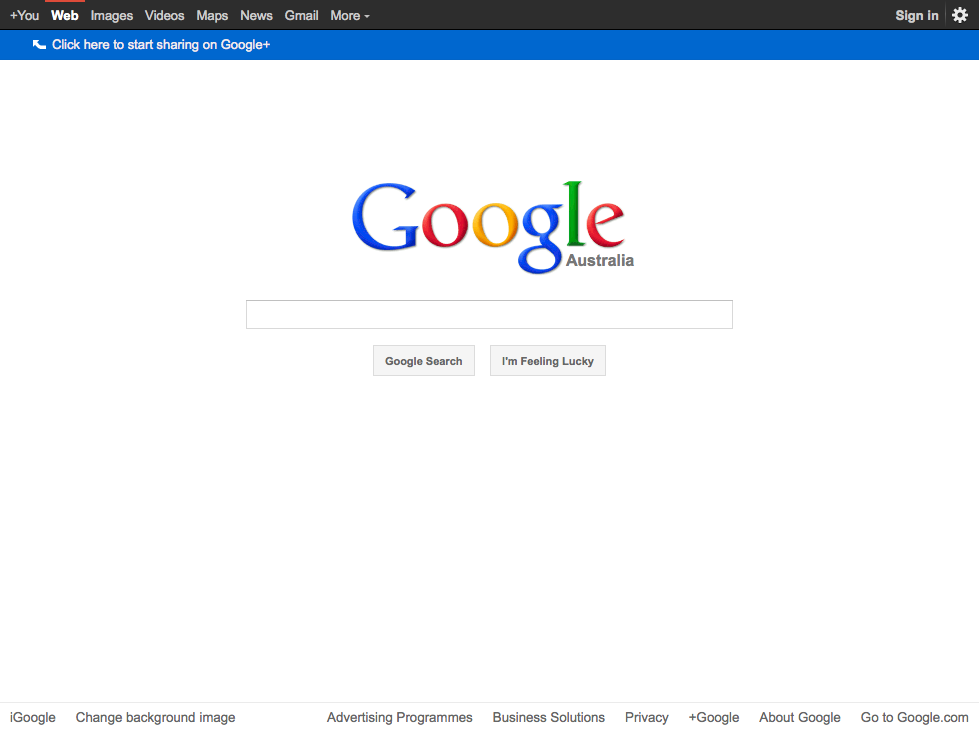 +You Web Images Videos Maps News Gmail More Sign in
Click here to start sharing on Google+
Google
Australia
Google Search I'm Feeling Lucky
iGoogle Change background image Advertising Programmes Business Solutions Privacy +Google About Google Go to Google.com